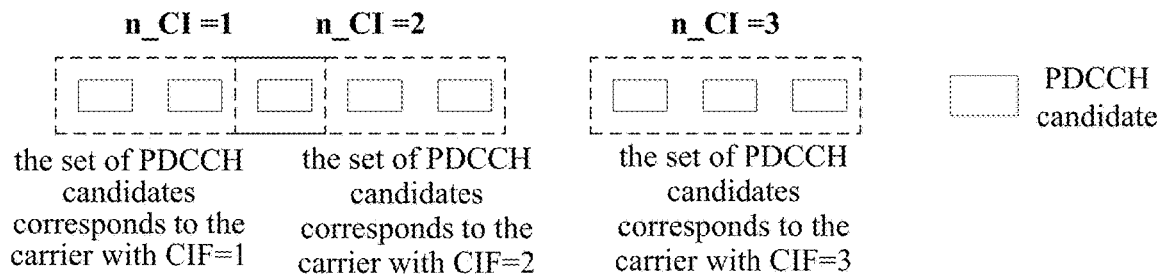 n_CI =1 n_CI =2 n_CI =3
PDCCH
candidate
the set of PDCCH
candidates
corresponds to the
carrier with CIF=1
the set of PDCCH
candidates
corresponds to the
carrier with CIF=2
the set of PDCCH
candidates
corresponds to the
carrier with CIF=3